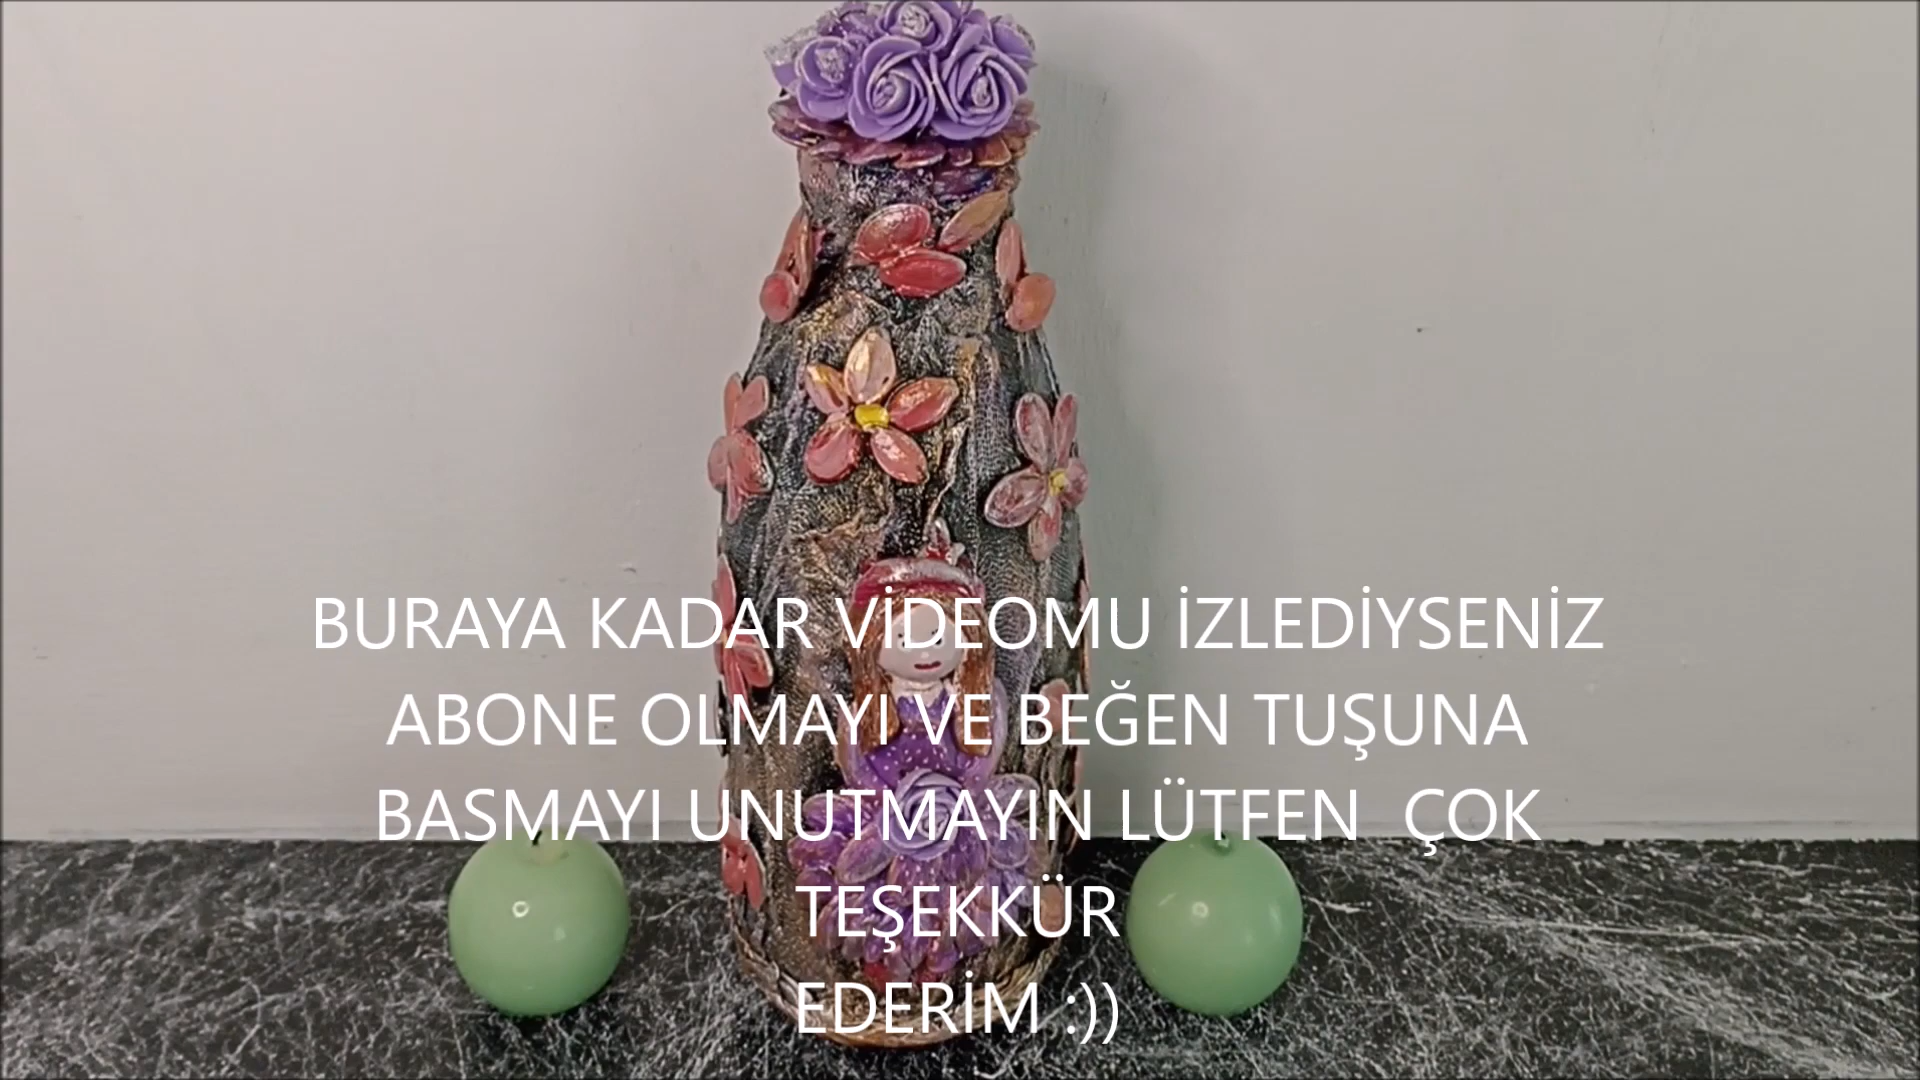 BURAYA KADAR VİDEOMU İZLEDİYSENİZ
ABONE OLMAYI VE BEĞEN TUŞUNA
BASMAYI UNUTMAYIN LÜTFEN  ÇOK
TEŞEKKÜR
EDERİM :))